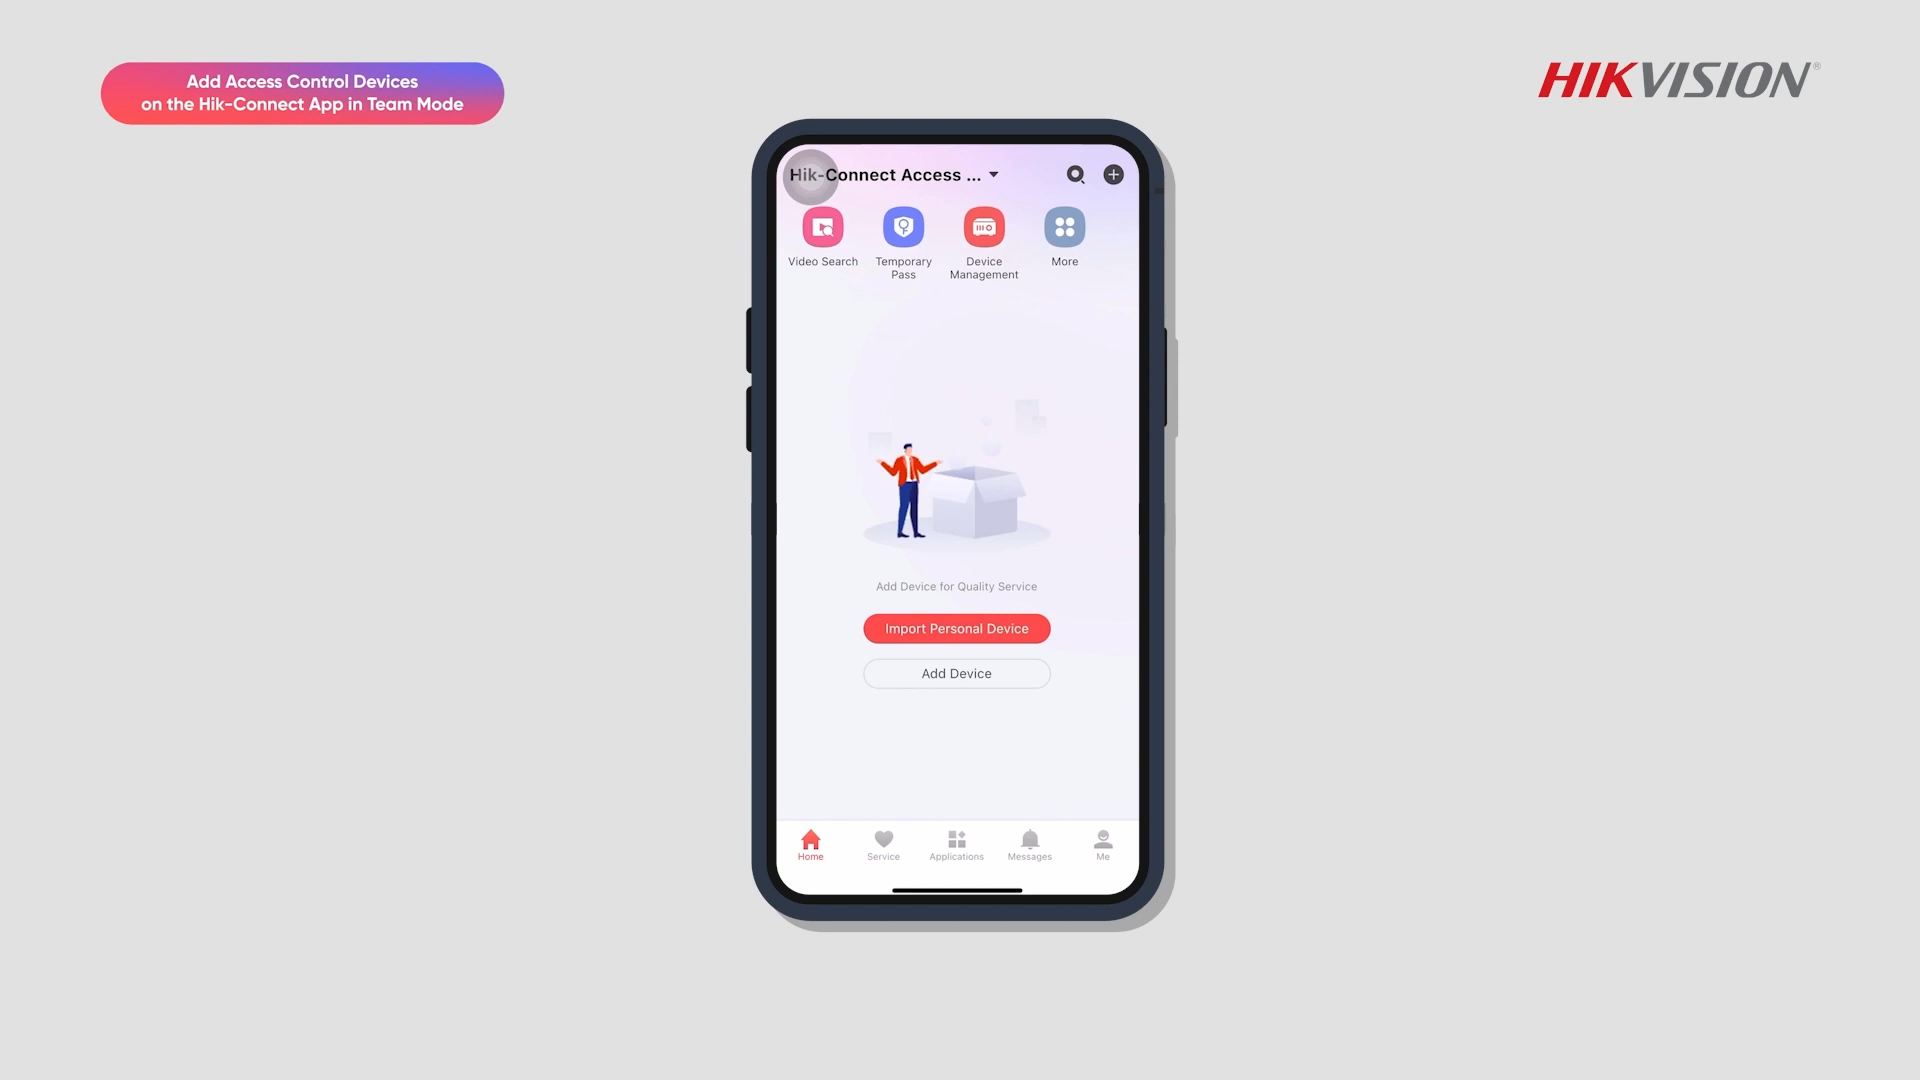 Add Access Control Devices
on the Hik-Connect App in Team Mode
HIKVISION®
Hik-Connect Access ...
Video Search
Temporary
Pass
Device
Management
More
Add Device for Quality Service
Import Personal Device
Add Device
Home
Service
Applications
Messages
Me